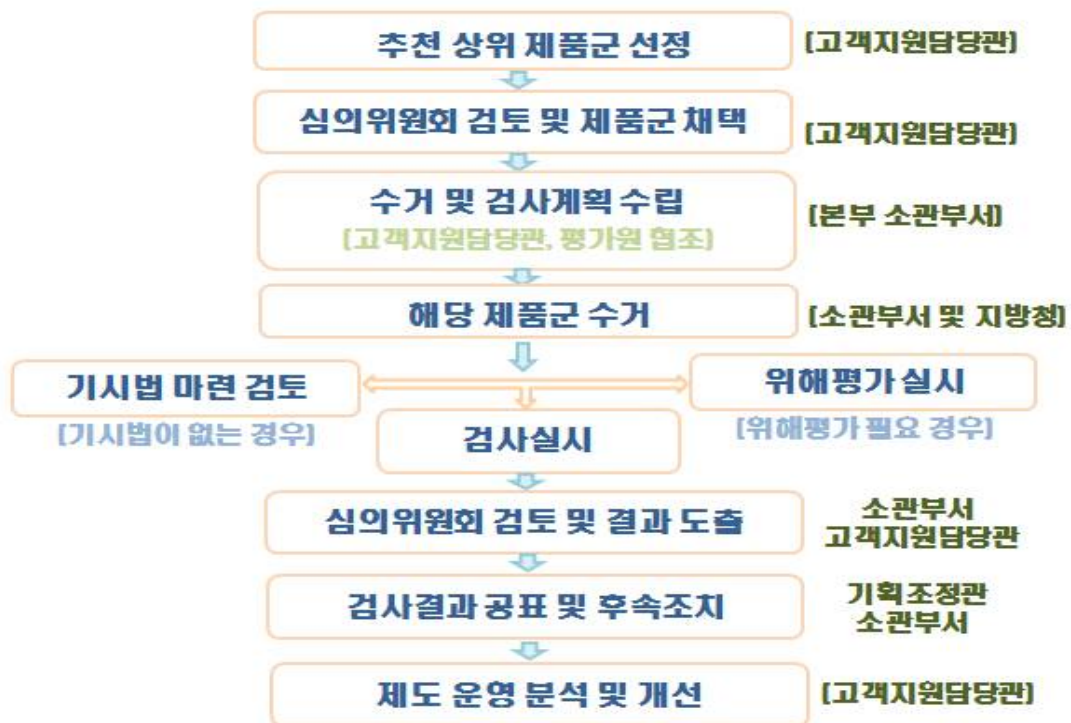 추천 상위 제품군 선정
[고객지원담당관]
심의위원회 검토 및 제품군 채택
[고객지원담당관]
수거 및 검사계획 수립
[고객지원담당관, 평가원 협조]
[본부 소관부서]
해당 제품군 수거
[소관부서 및 지방청]
기시법 마련 검토
[기시법이 없는 경우]
위해평가 실시
[위해평가 필요 경우]
검사실시
심의위원회 검토 및 결과 도출
소관부서
고객지원담당관
검사결과 공표 및 후속조치
기획조정관
소관부서
제도 운영 분석 및 개선
[고객지원담당관]